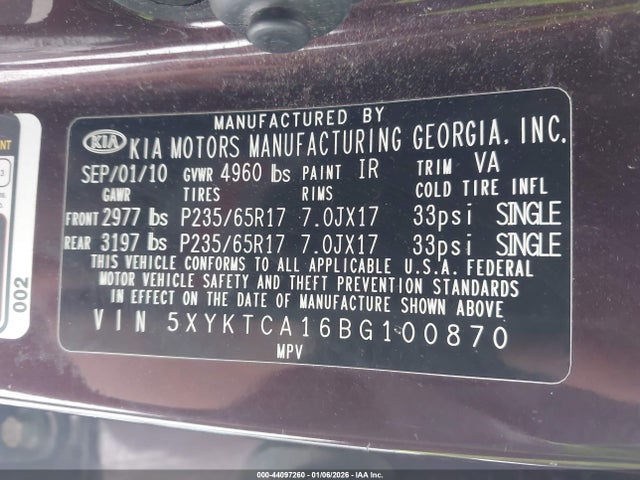 MANUFACTURED BY
KIA KIA MOTORS MANUFACTURING GEORGIA, INC.
SEP/01/10 GVWR 4960 lbs PAINT IR TRIM VA
GAWR TIRES RIMS COLD TIRE INFL
FRONT 2977 lbs P235/65R17 7.0JX17 33psi SINGLE
REAR 3197 lbs P235/65R17 7.0JX17 33psi SINGLE
THIS VEHICLE CONFORMS TO ALL APPLICABLE U.S.A. FEDERAL
MOTOR VEHICLE SAFETY AND THEFT PREVENTION STANDARDS
IN EFFECT ON THE DATE OF MANUFACTURE SHOWN ABOVE
VIN 5XYKTCA16BG100870
MPV
002
000-44097260 - 01/06/2026 - IAA Inc.